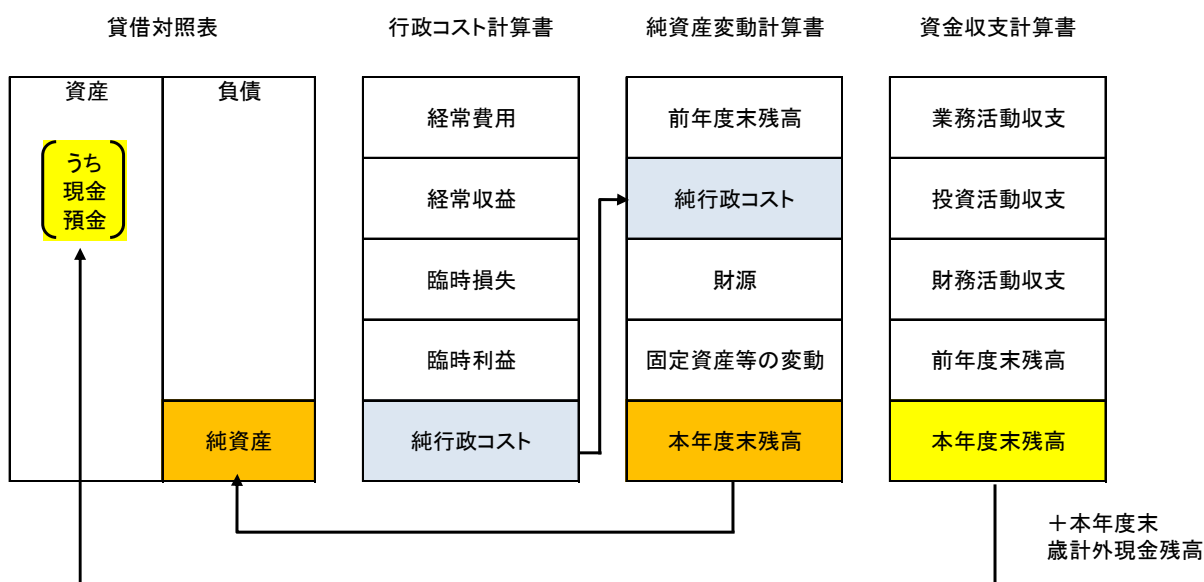 貸借対照表
行政コスト計算書
純資産変動計算書
資金収支計算書
資産
うち
現金
預金
負債
純資産
経常費用
経常収益
臨時損失
臨時利益
純行政コスト
前年度末残高
純行政コスト
財源
固定資産等の変動
本年度末残高
業務活動収支
投資活動収支
財務活動収支
前年度末残高
本年度末残高
＋本年度末
歳計外現金残高